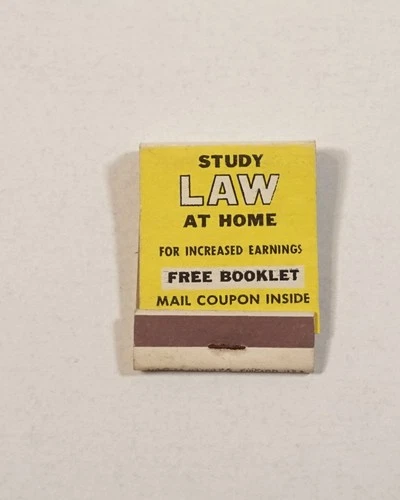 STUDY
LAW
AT HOME
FOR INCREASED EARNINGS
FREE BOOKLET
MAIL COUPON INSIDE